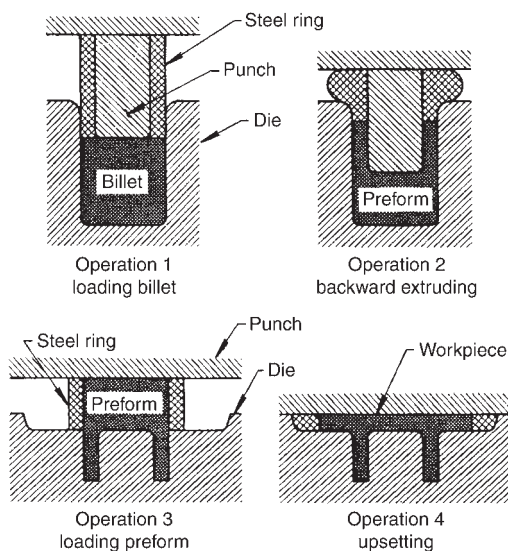 Steel ring
Punch
Die
Billet
Operation 1
loading billet
Preform
Operation 2
backward extruding
Steel ring
Punch
Die
Preform
Operation 3
loading preform
Workpiece
Operation 4
upsetting